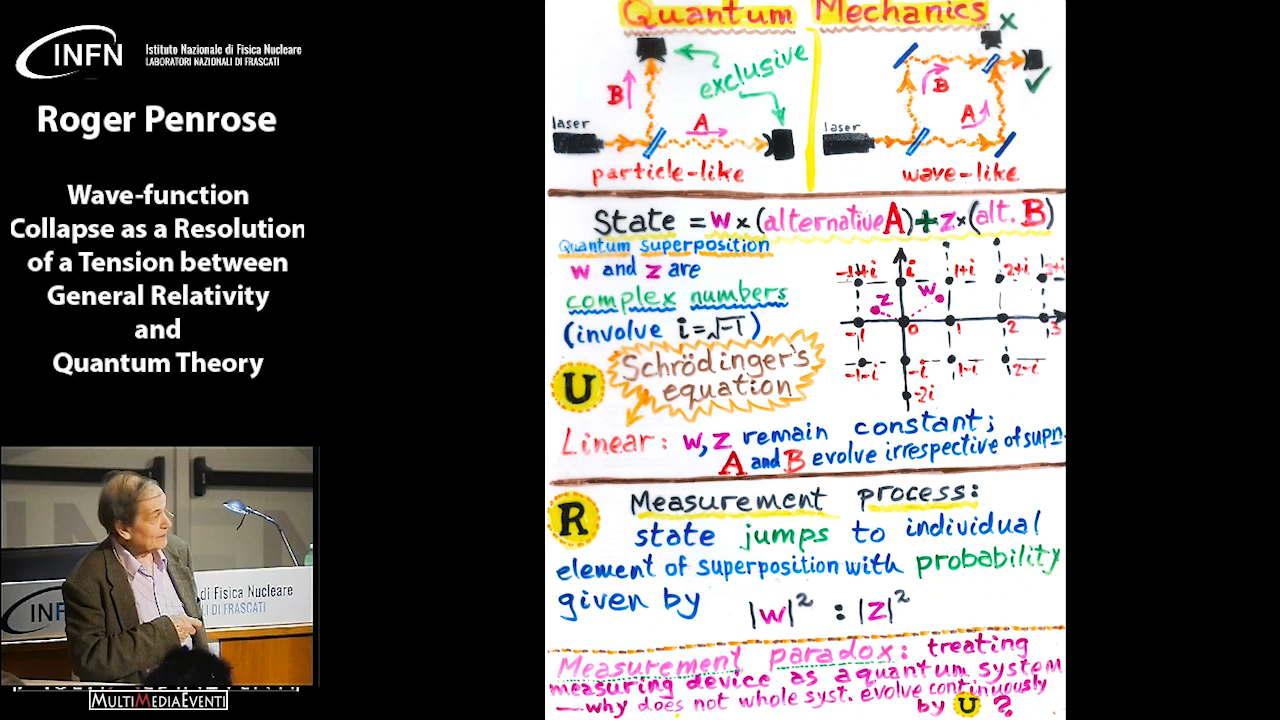 INFN
Istituto Nazionale di Fisica Nucleare
LABORATORI NAZIONALI DI FRASCATI
Roger Penrose
Wave-function
Collapse as a Resolution
of a Tension between
General Relativity
and
Quantum Theory
INF
di Fisica Nucleare
LI DI FRASCATI
MULTIMEDIAEVENTI
Quantum Mechanics
exclusive
B
A
laser
particle-like
x
✓
B
A
laser
wave-like
State = w × (alternative A) + z × (alt. B)
Quantum superposition
w and z are
complex numbers
(involve i = √-1)
-1+i i 1+i 2+i 3+i
z w
-1 0 1 2 3
-1-i -i 1-i 2-i
-2i
U Schrödinger's
equation
Linear: w, z remain constant;
A and B evolve irrespective of supn.
R Measurement process:
state jumps to individual
element of superposition with probability
given by |w|² : |z|²
Measurement paradox: treating
measuring device as a quantum system
—why does not whole syst. evolve continuously
by U ?